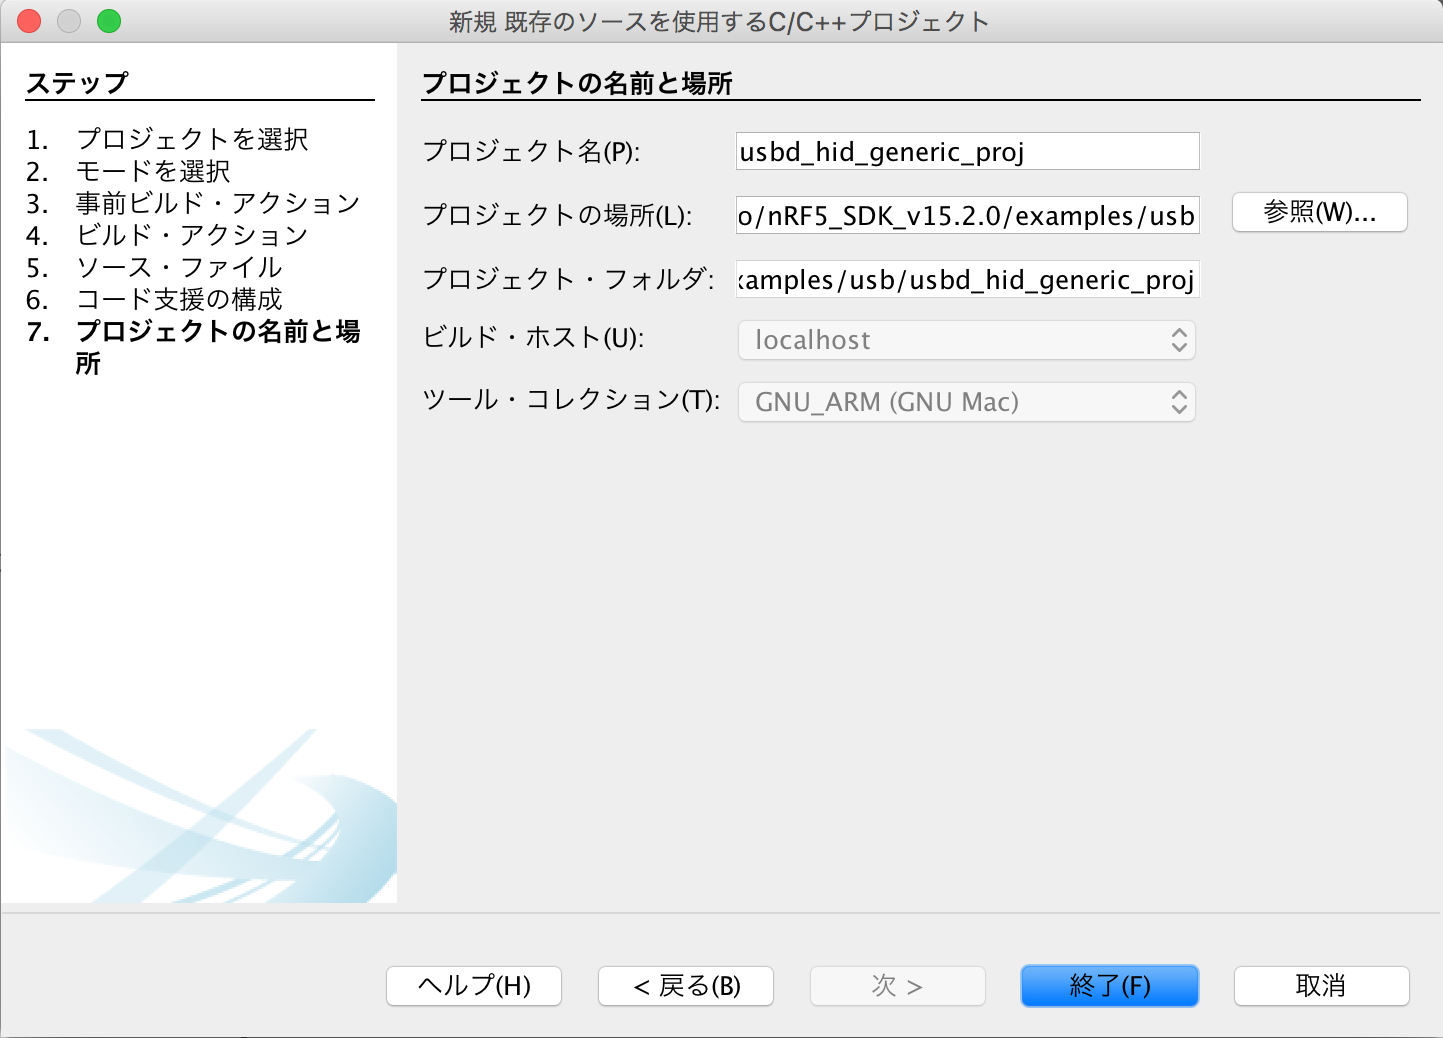 新規 既存のソースを使用するC/C++プロジェクト
ステップ
1. プロジェクトを選択
2. モードを選択
3. 事前ビルド・アクション
4. ビルド・アクション
5. ソース・ファイル
6. コード支援の構成
7. プロジェクトの名前と場
所
プロジェクトの名前と場所
プロジェクト名(P): usbd_hid_generic_proj
プロジェクトの場所(L): o/nRF5_SDK_v15.2.0/examples/usb 参照(W)...
プロジェクト・フォルダ: xamples/usb/usbd_hid_generic_proj
ビルド・ホスト(U): localhost
ツール・コレクション(T): GNU_ARM (GNU Mac)
ヘルプ(H) < 戻る(B) 次 > 終了(F) 取消